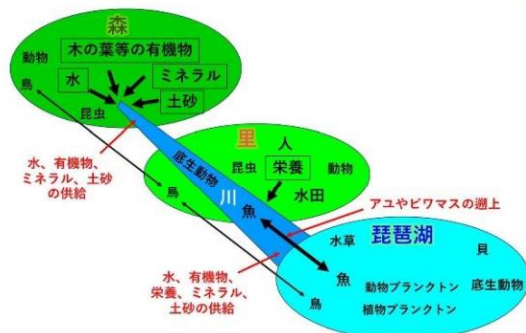 森
木の葉等の有機物
動物
水
ミネラル
鳥
土砂
昆虫
水、有機物、
ミネラル、土砂
の供給
里
人
底生動物
昆虫
栄養
動物
鳥
川
水田
魚
アユやビワマスの遡上
琵琶湖
水草
貝
魚
動物プランクトン
底生動物
鳥
植物プランクトン
水、有機物、
栄養、ミネラル、
土砂の供給